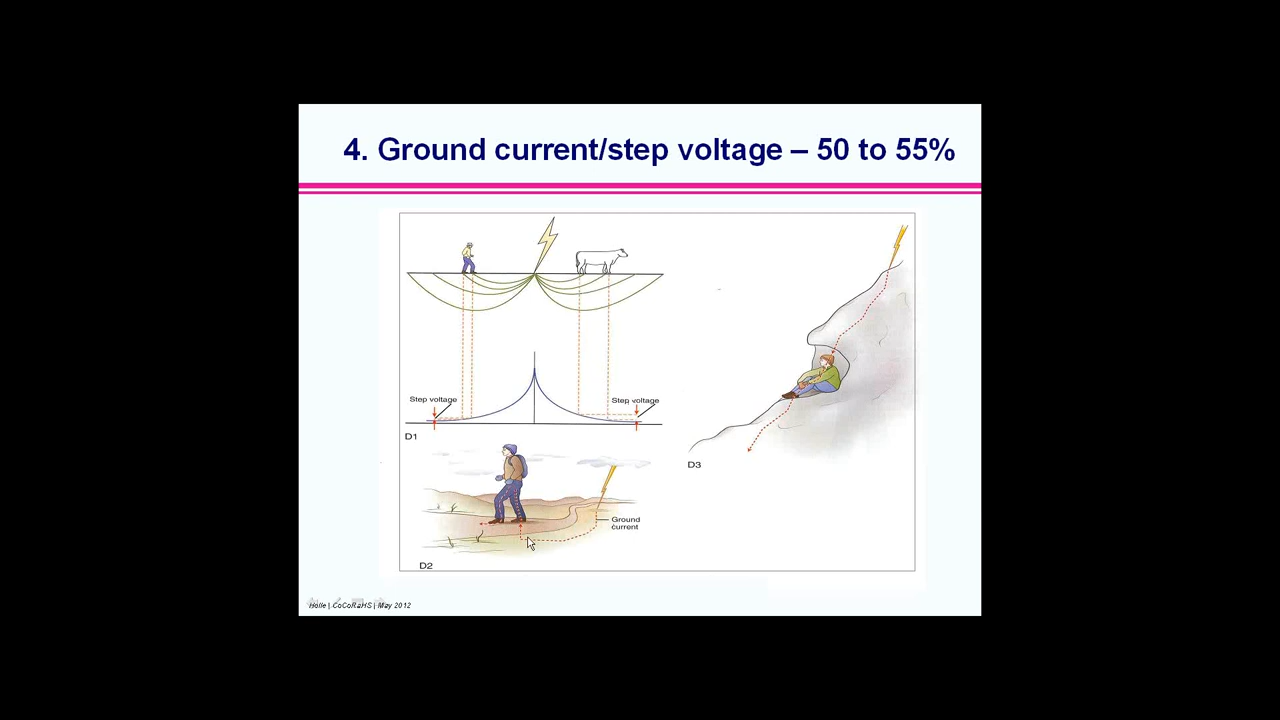 4. Ground current/step voltage – 50 to 55%
Step voltage
Step voltage
D1
D3
Ground
current
D2
Holle | CoCoRaHS | May 2012